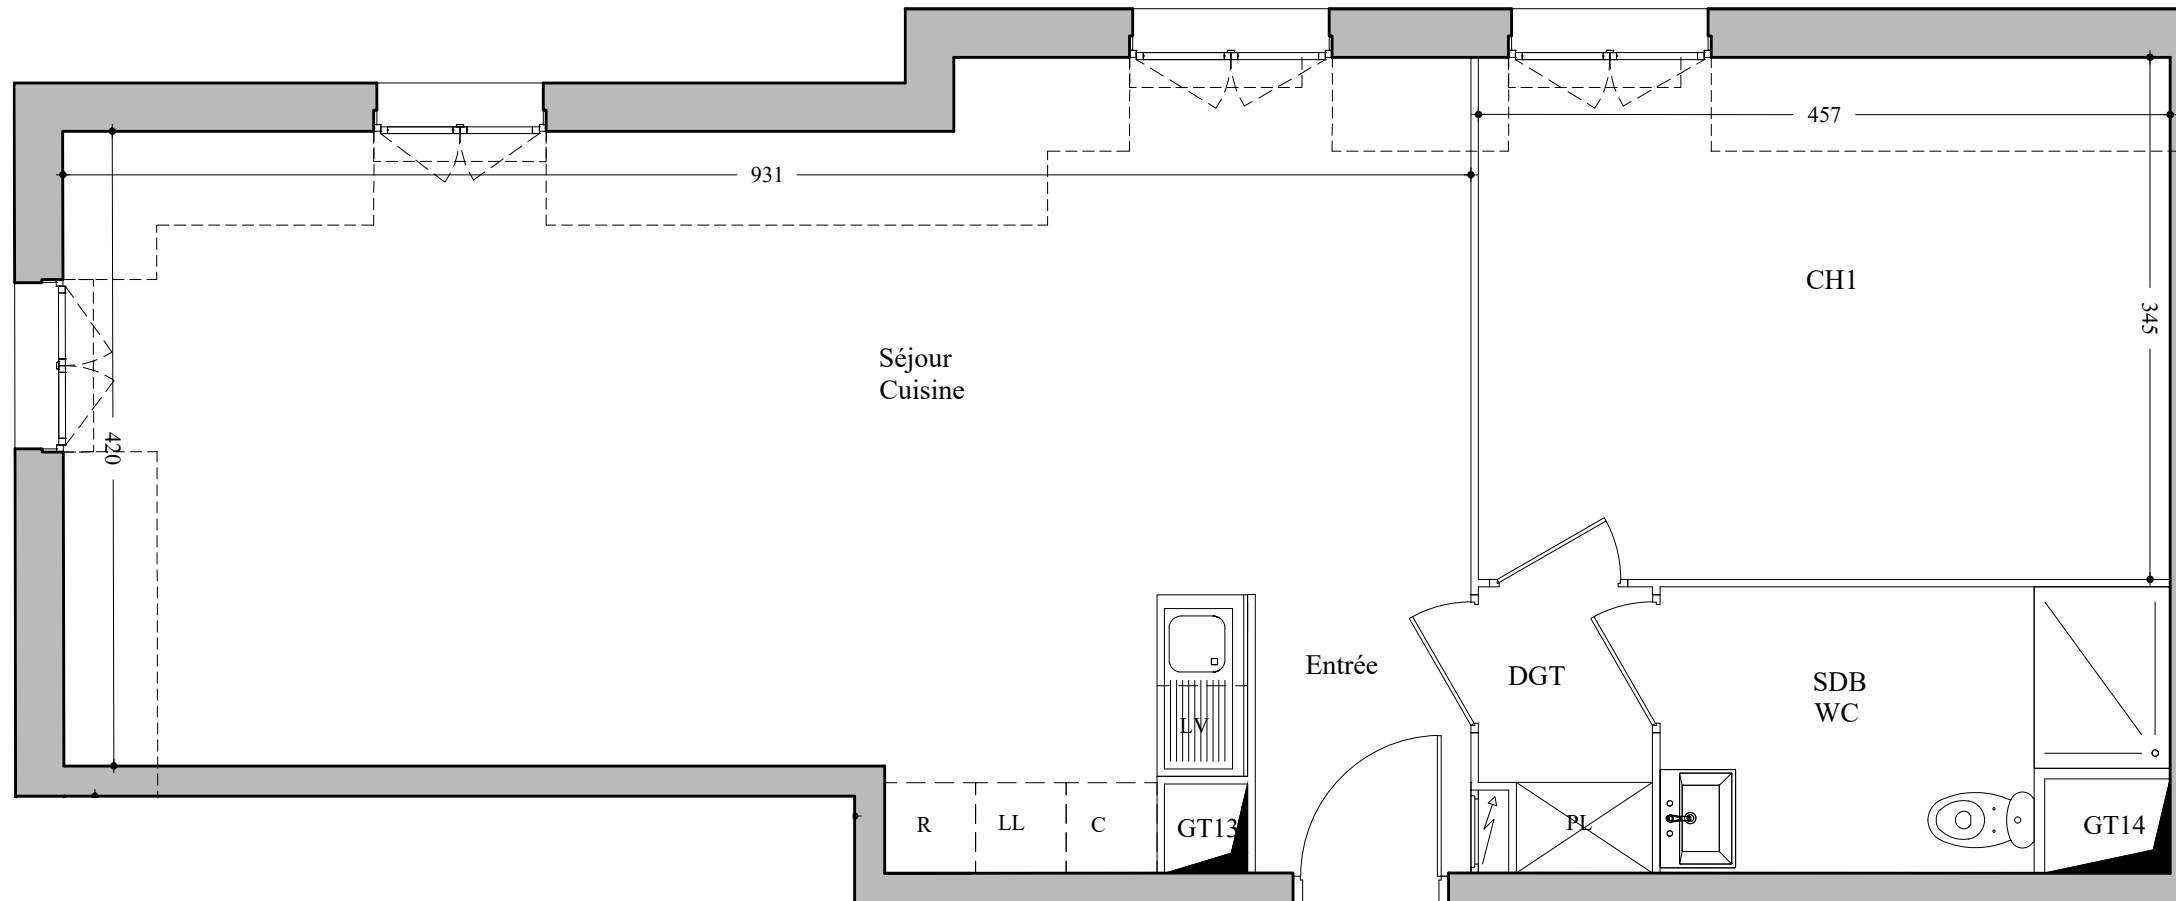 457
931
CH1
345
Séjour
Cuisine
420
Entrée
DGT
SDB
WC
LV
R
LL
C
GT13
PL
GT14